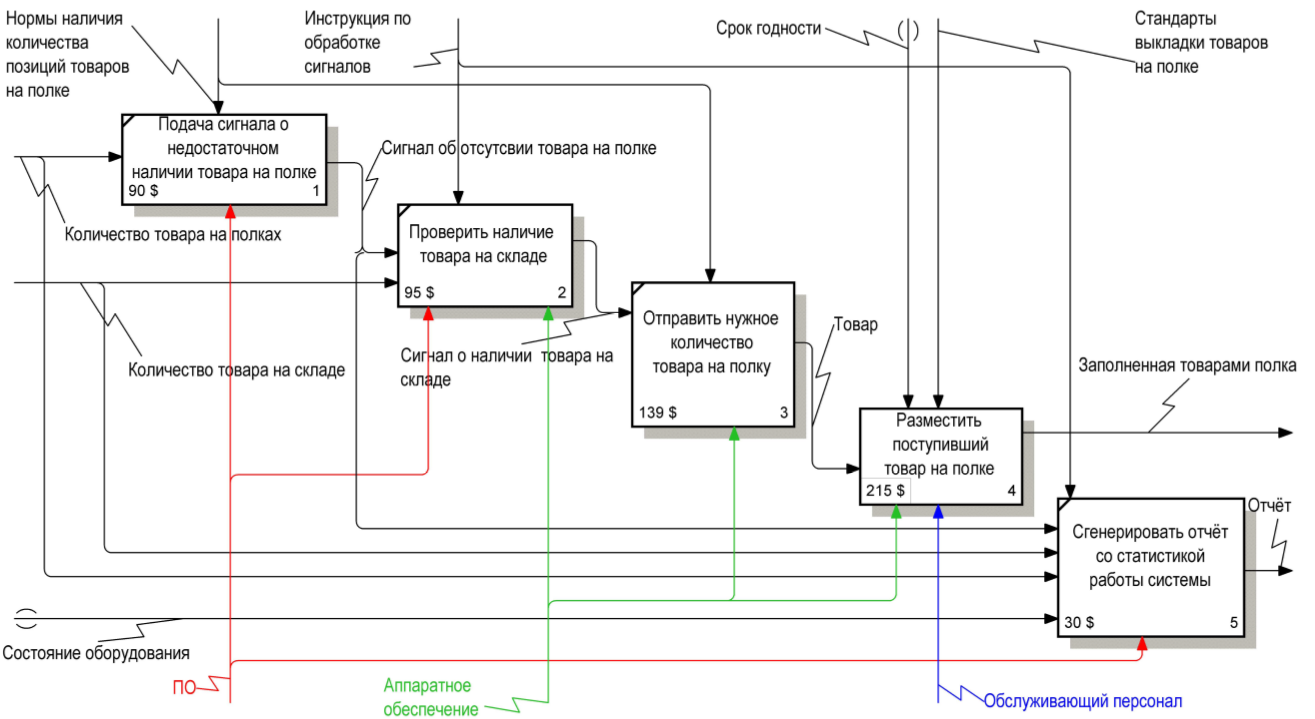 Нормы наличия
количества
позиций товаров
на полке
Инструкция по
обработке
сигналов
Срок годности
Стандарты
выкладки товаров
на полке
Подача сигнала о
недостаточном
наличии товара на полке
90 $ 1
Сигнал об отсутсвии товара на полке
Количество товара на полках
Проверить наличие
товара на складе
95 $ 2
Количество товара на складе
Сигнал о наличии товара на
складе
Отправить нужное
количество
товара на полку
139 $ 3
Товар
Заполненная товарами полка
Разместить
поступивший
товар на полке
215 $ 4
Отчёт
Сгенерировать отчёт
со статистикой
работы системы
30 $ 5
Состояние оборудования
ПО
Аппаратное
обеспечение
Обслуживающий персонал